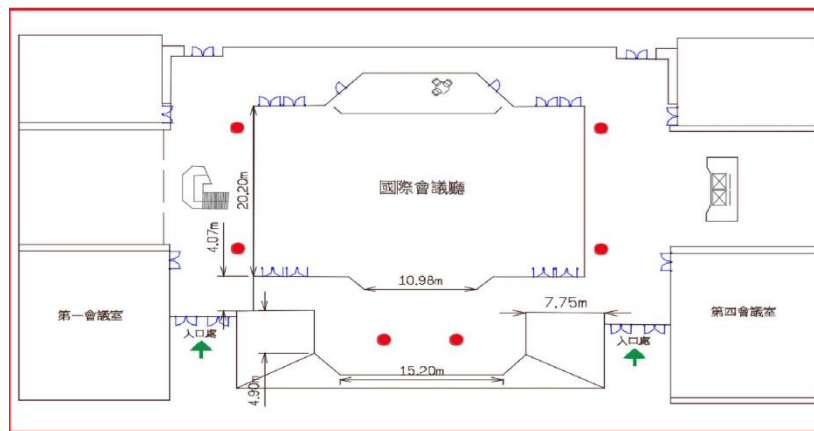 20.20m
國際會議廳
4.07m
10.98m
7.75m
第一會議室
第四會議室
入口處
入口處
15.20m
4.90m